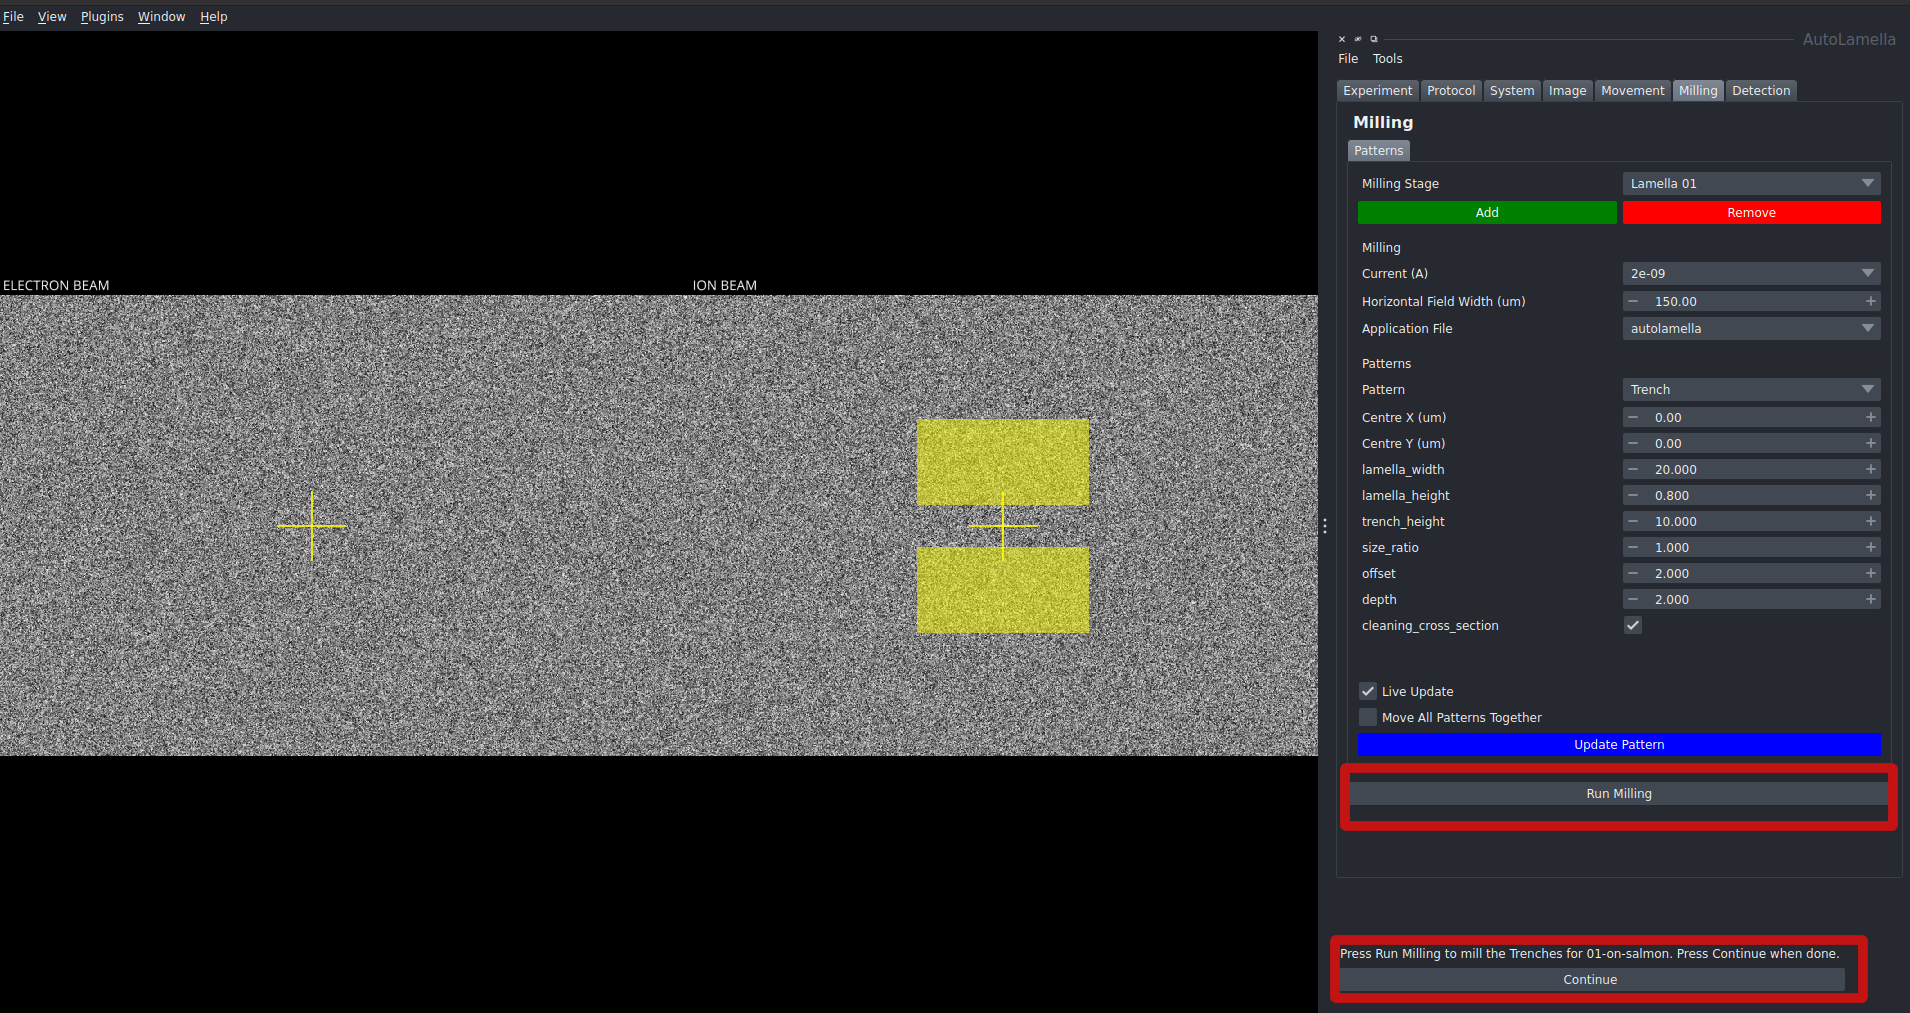 File View Plugins Window Help
AutoLamella
File Tools
Experiment Protocol System Image Movement Milling Detection
Milling
Patterns
Milling Stage Lamella 01
Add Remove
Milling
Current (A) 2e-09
Horizontal Field Width (um) 150.00
Application File autolamella
Patterns
Pattern Trench
Centre X (um) 0.00
Centre Y (um) 0.00
lamella_width 20.000
lamella_height 0.800
trench_height 10.000
size_ratio 1.000
offset 2.000
depth 2.000
cleaning_cross_section
Live Update
Move All Patterns Together
Update Pattern
Run Milling
Press Run Milling to mill the Trenches for 01-on-salmon. Press Continue when done.
Continue
ELECTRON BEAM
ION BEAM